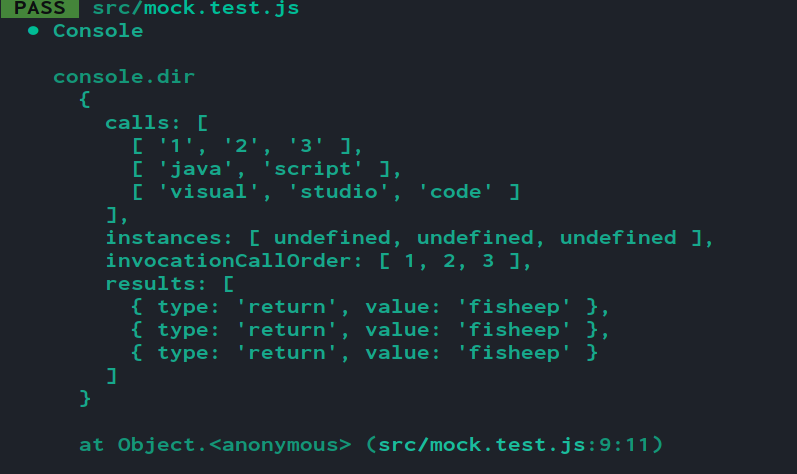 PASS src/mock.test.js
● Console
console.dir
{
calls: [
[ '1', '2', '3' ],
[ 'java', 'script' ],
[ 'visual', 'studio', 'code' ]
],
instances: [ undefined, undefined, undefined ],
invocationCallOrder: [ 1, 2, 3 ],
results: [
{ type: 'return', value: 'fisheep' },
{ type: 'return', value: 'fisheep' },
{ type: 'return', value: 'fisheep' }
]
}
at Object.<anonymous> (src/mock.test.js:9:11)